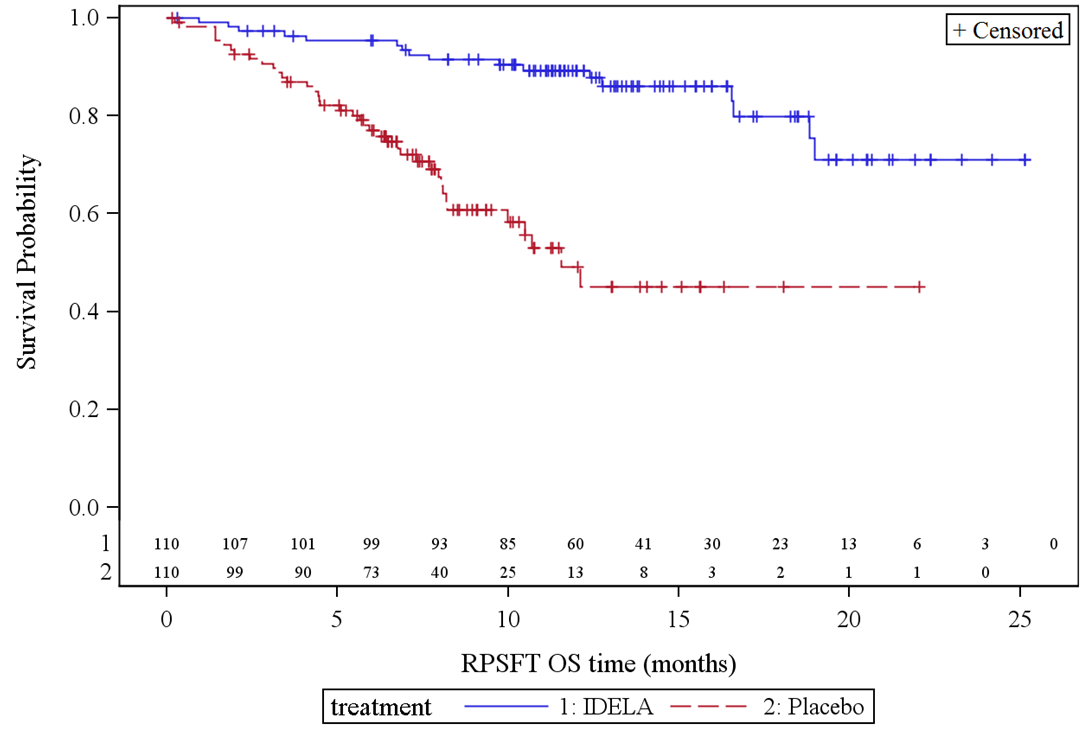 1.0
+ Censored
0.8
0.6
0.4
0.2
0.0
Survival Probability
1 110 107 101 99 93 85 60 41 30 23 13 6 3 0
2 110 99 90 73 40 25 13 8 3 2 1 1 0
0 5 10 15 20 25
RPSFT OS time (months)
treatment 1: IDELA 2: Placebo